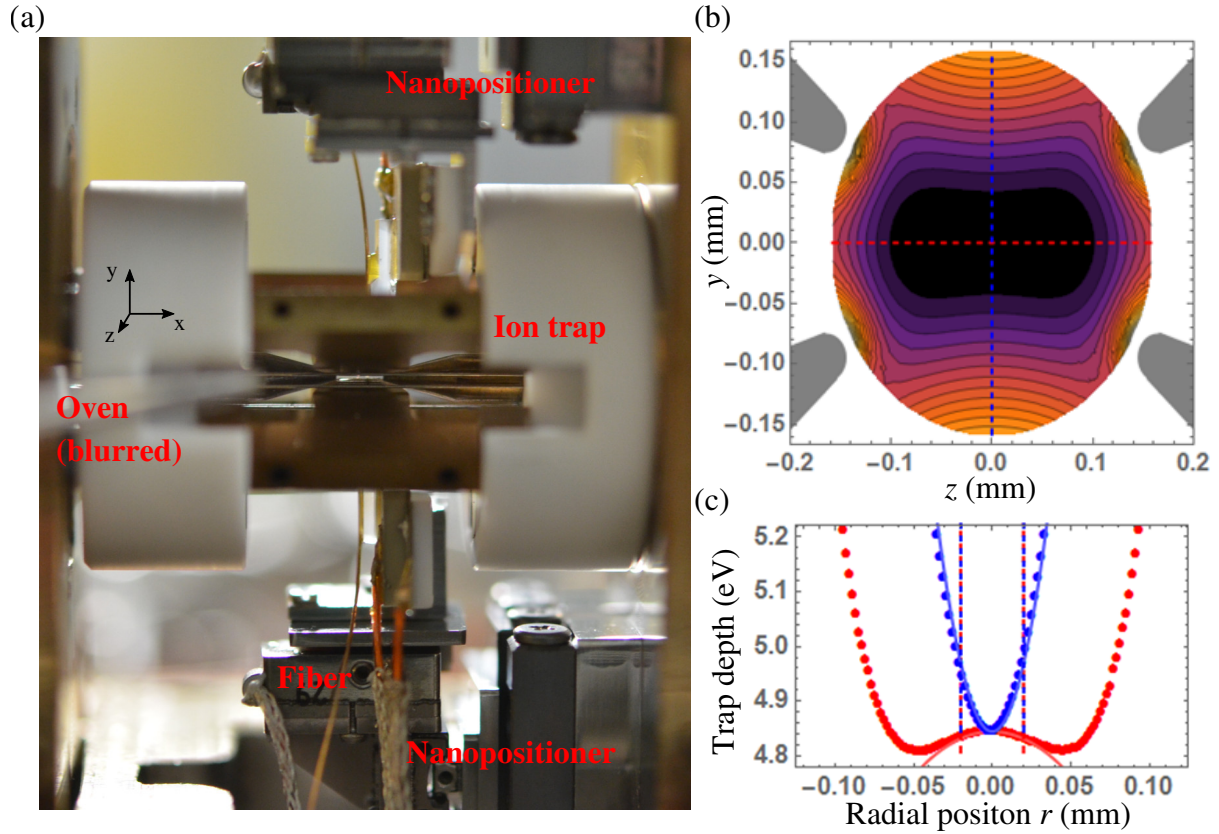 (a)
Nanopositioner
y
x
z
Ion trap
Oven
(blurred)
Fiber
Nanopositioner
(b)
0.15
0.10
0.05
0.00
−0.05
−0.10
−0.15
y (mm)
−0.2 −0.1 0.0 0.1 0.2
z (mm)
(c)
5.2
5.1
5.0
4.9
4.8
Trap depth (eV)
−0.10 −0.05 0.00 0.05 0.10
Radial positon r (mm)